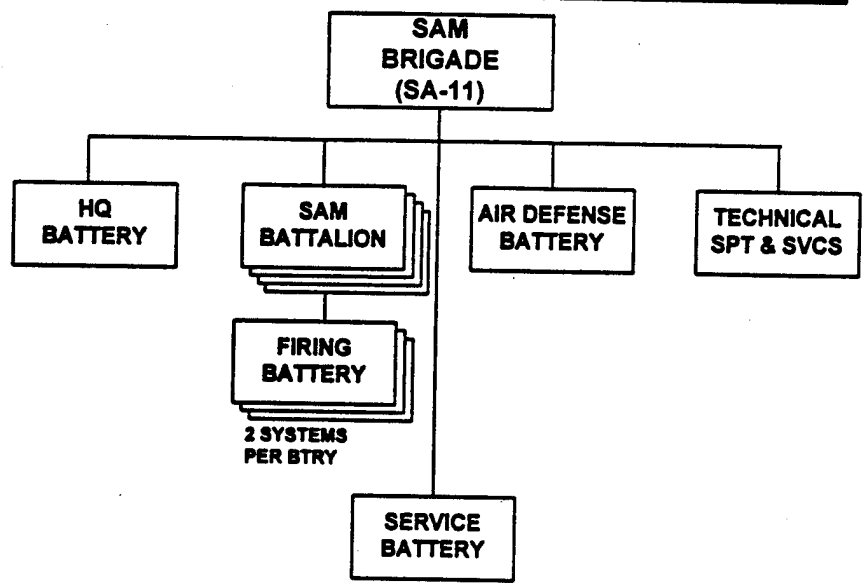 SAM
BRIGADE
(SA-11)
HQ
BATTERY
SAM
BATTALION
AIR DEFENSE
BATTERY
TECHNICAL
SPT & SVCS
FIRING
BATTERY
2 SYSTEMS
PER BTRY
SERVICE
BATTERY